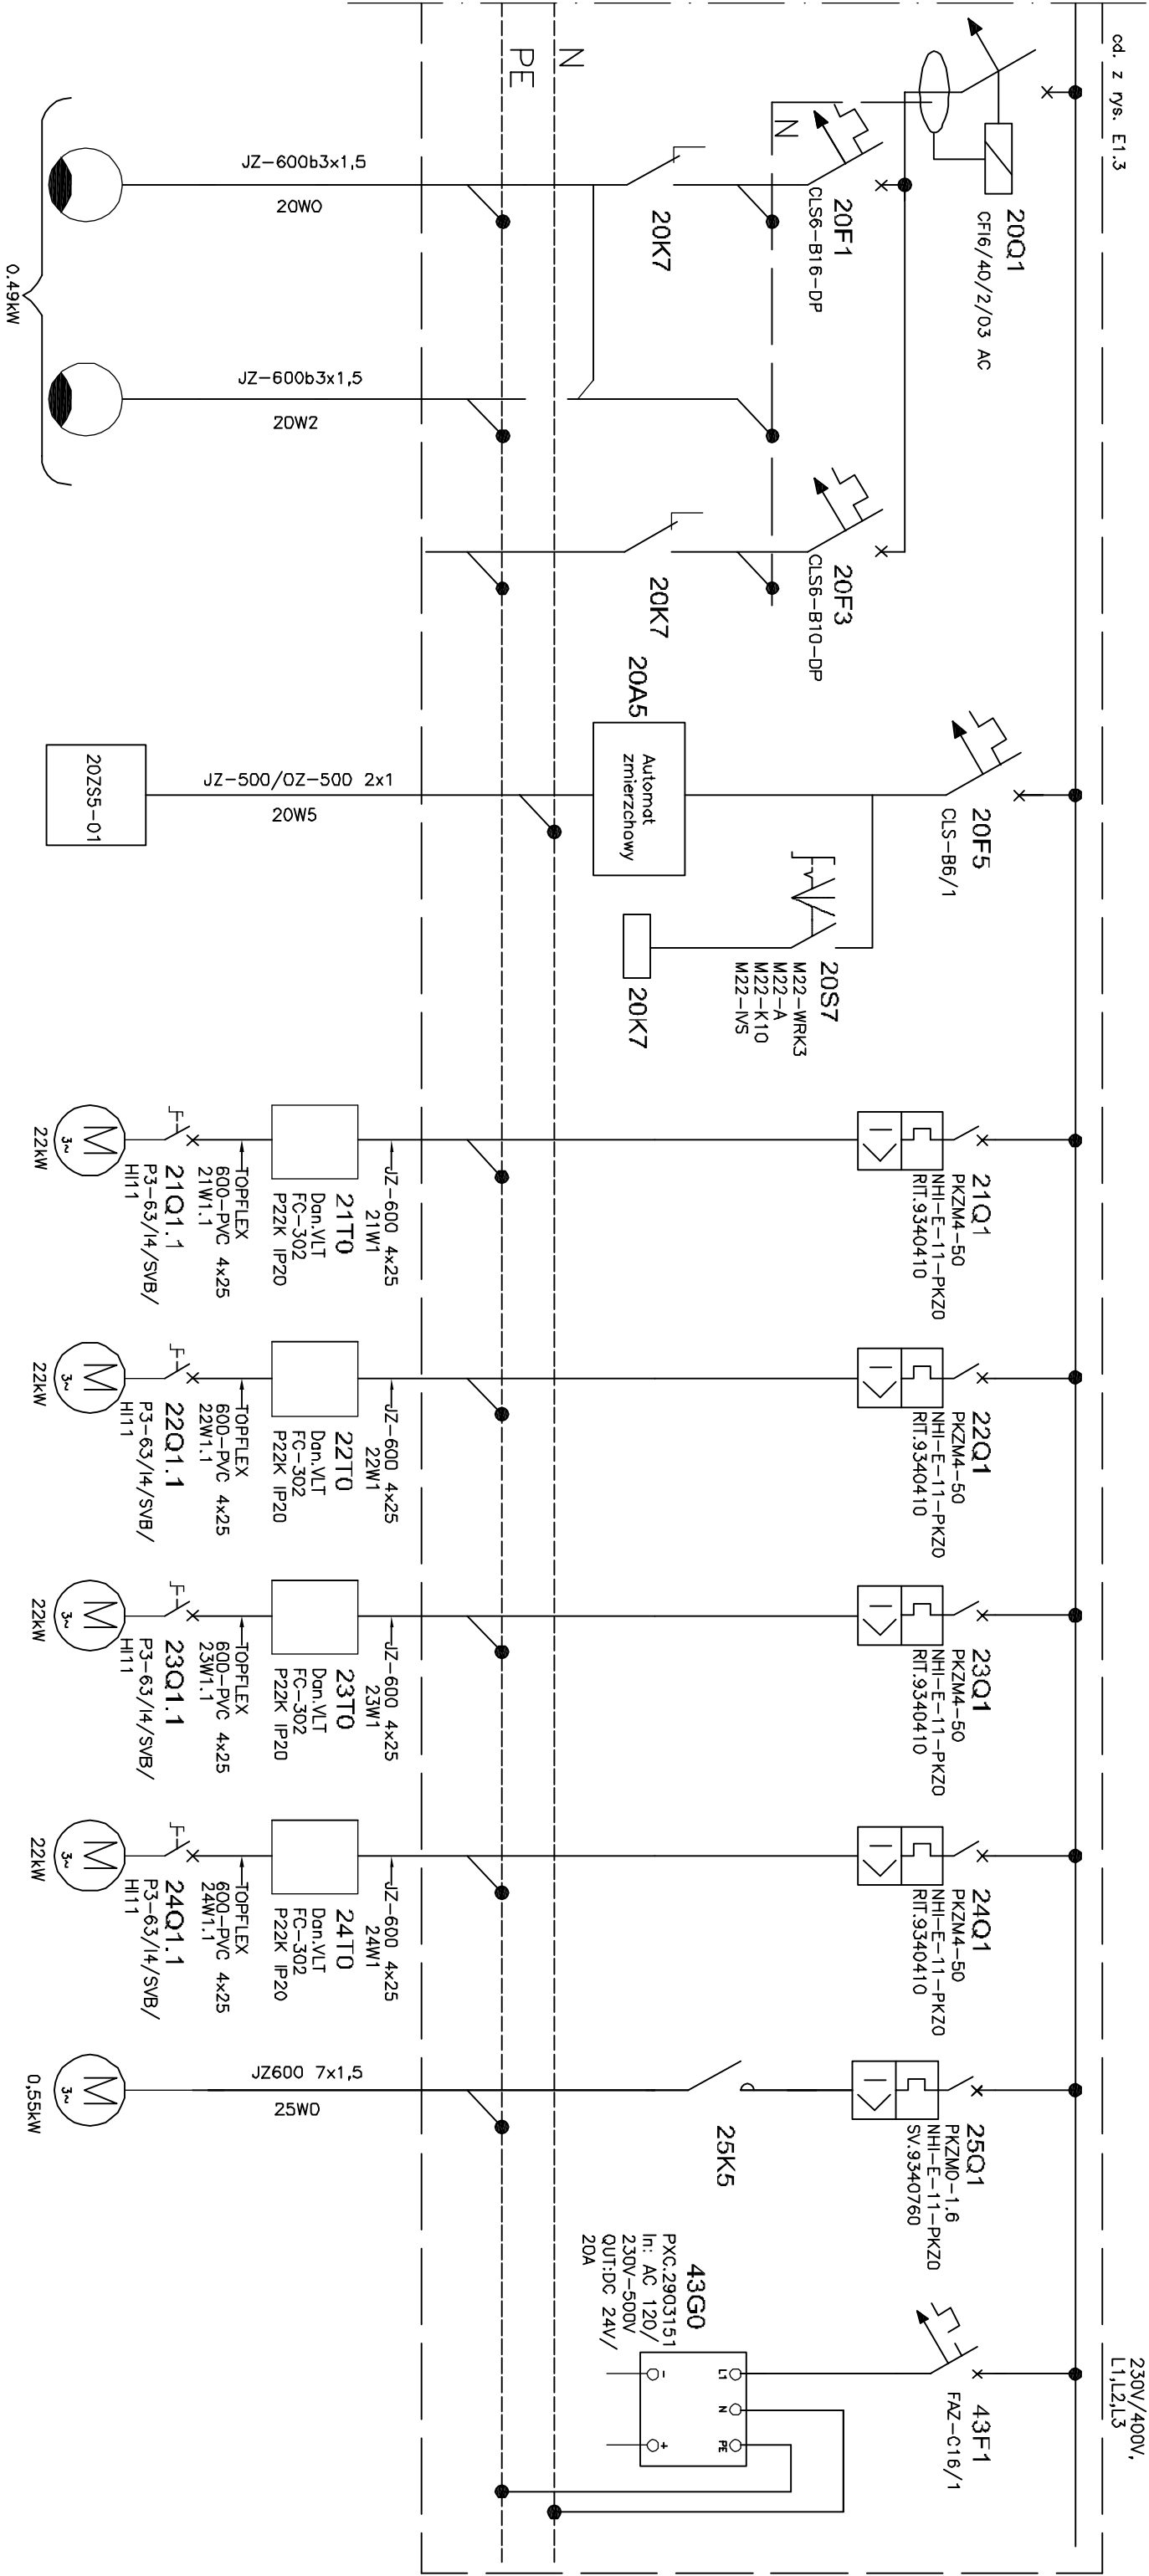 cd. z rys. E1.3
230V/400V,
L1,L2,L3
20Q1
CFI6/40/2/03 AC
N
PE
N
20F1
CLS6-B16-DP
20K7
JZ-600b3x1,5
20W0
JZ-600b3x1,5
20W2
0.49kW
20F3
CLS6-B10-DP
20K7
20F5
CLS-B6/1
20A5
Automat
zmierzchowy
JZ-500/OZ-500 2x1
20W5
20ZS5-01
20S7
M22-WRK3
M22-A
M22-K10
M22-IVS
20K7
21Q1
PKZM4-50
NHI-E-11-PKZ0
RIT.9340410
JZ-600 4x25
21W1
21T0
Dan.VLT
FC-302
P22K IP20
TOPFLEX
600-PVC 4x25
21W1.1
21Q1.1
P3-63/I4/SVB/
HI11
M
3~
22kW
22Q1
PKZM4-50
NHI-E-11-PKZ0
RIT.9340410
JZ-600 4x25
22W1
22T0
Dan.VLT
FC-302
P22K IP20
TOPFLEX
600-PVC 4x25
22W1.1
22Q1.1
P3-63/I4/SVB/
HI11
M
3~
22kW
23Q1
PKZM4-50
NHI-E-11-PKZ0
RIT.9340410
JZ-600 4x25
23W1
23T0
Dan.VLT
FC-302
P22K IP20
TOPFLEX
600-PVC 4x25
23W1.1
23Q1.1
P3-63/I4/SVB/
HI11
M
3~
22kW
24Q1
PKZM4-50
NHI-E-11-PKZ0
RIT.9340410
JZ-600 4x25
24W1
24T0
Dan.VLT
FC-302
P22K IP20
TOPFLEX
600-PVC 4x25
24W1.1
24Q1.1
P3-63/I4/SVB/
HI11
M
3~
22kW
25Q1
PKZM0-1.6
NHI-E-11-PKZ0
SV.9340760
25K5
JZ600 7x1,5
25W0
M
3~
0,55kW
43F1
FAZ-C16/1
43G0
PXC.2903151
In: AC 120/
230V-500V
QUT:DC 24V/
20A
L1
N
PE
-
+